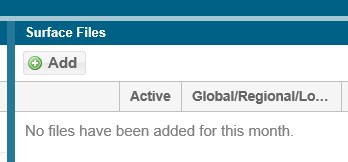 Surface Files
Add
Active Global/Regional/Lo...
No files have been added for this month.